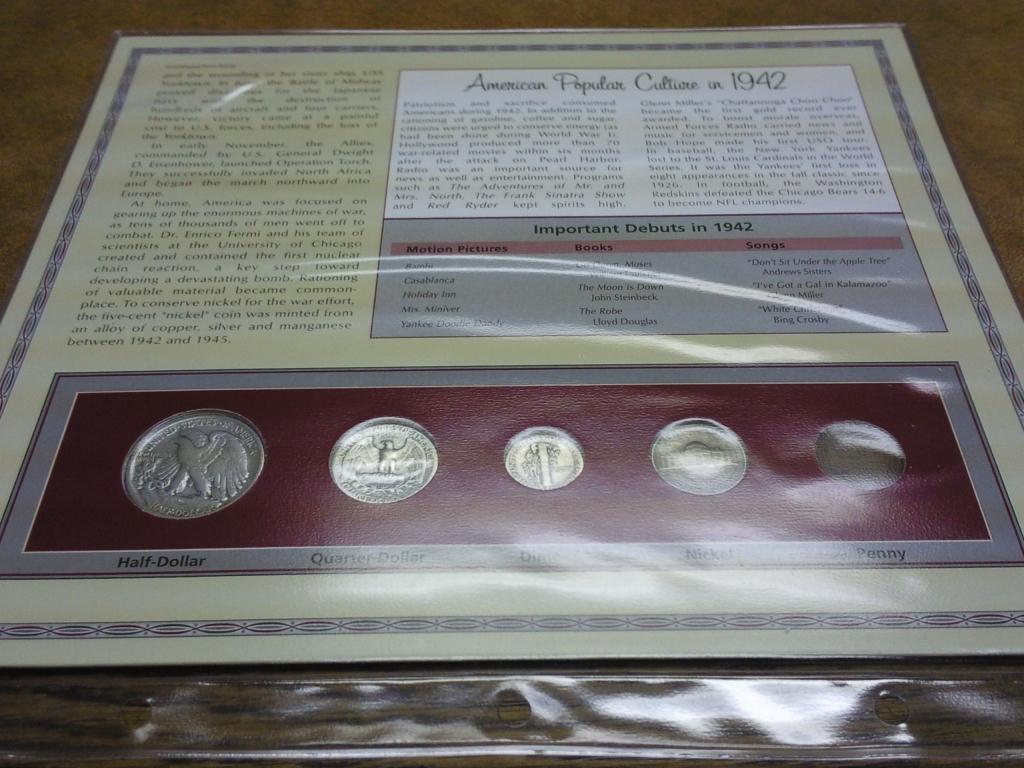 and the wounding of her sister ship, USS
Yorktown. the Battle of Midway
proved for the Japanese
with the destruction of
hundreds of aircraft and four carriers.
However, victory came at a painful
cost to U.S. forces, including the loss of
the Yorktown.
In early November, the Allies,
commanded by U.S. General Dwight
D. Eisenhower, launched Operation Torch.
They successfully invaded North Africa
and began the march northward into
Europe.
At home, America was focused on
gearing up the enormous machines of war,
as tens of thousands of men went off to
combat. Dr. Enrico Fermi and his team of
scientists at the University of Chicago
created and contained the first nuclear
chain reaction, a key step toward
developing a devastating bomb. Rationing
of valuable material became common-
place. To conserve nickel for the war effort,
the five-cent "nickel" coin was minted from
an alloy of copper, silver and manganese
between 1942 and 1945.
American Popular Culture in 1942
Patriotism and sacrifice consumed
Americans during 1942. In addition to the
rationing of gasoline, coffee and sugar,
citizens were urged to conserve energy (as
had been done during World War I).
Hollywood produced more than 70
war-related movies within six months
after the attack on Pearl Harbor.
Radio was an important source for
news as well as entertainment. Programs
such as The Adventures of Mr. and
Mrs. North, The Frank Sinatra Show
and Red Ryder kept spirits high.
Glenn Miller's "Chattanooga Choo Choo"
became the first gold record ever
awarded. To boost morale overseas,
Armed Forces Radio carried news and
music for servicemen and women, and
Bob Hope made his first USO tour.
In baseball, the New York Yankees
lost to the St. Louis Cardinals in the World
Series. It was the Yankees' first loss in
eight appearances in the fall classic since
1926. In football, the Washington
Redskins defeated the Chicago Bears 14-6
to become NFL champions.
Important Debuts in 1942
Motion Pictures Books Songs
Bambi Go Down, Moses "Don't Sit Under the Apple Tree"
William Faulkner Andrews Sisters
Casablanca The Moon is Down "I've Got a Gal in Kalamazoo"
Holiday Inn John Steinbeck Miller
Mrs. Miniver The Robe "White
Yankee Doodle Dandy Lloyd Douglas Bing Crosby
UNITED STATES OF AMERICA
HALF DOLLAR
Half-Dollar Quarter-Dollar Dime Nickel Penny